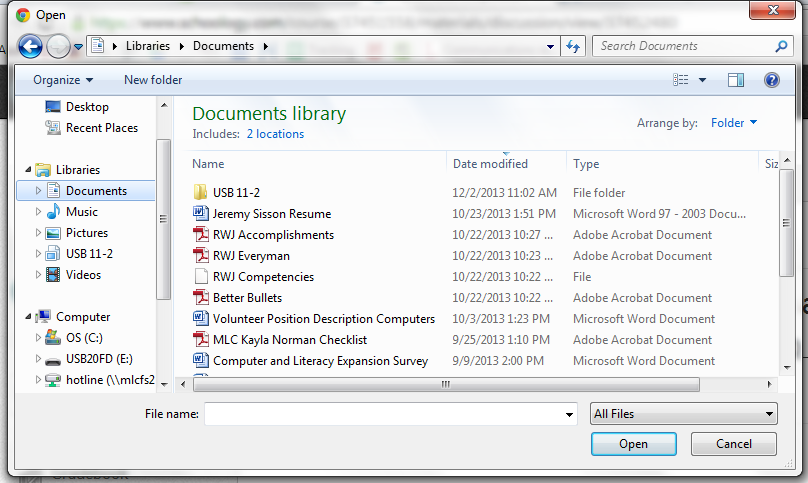 Open
Libraries Documents
Search Documents
Organize New folder
Desktop
Recent Places
Libraries
Documents
Music
Pictures
USB 11-2
Videos
Computer
OS (C:)
USB20FD (E:)
hotline (\\mlcfs2
Documents library
Includes: 2 locations
Arrange by: Folder
Name Date modified Type Siz
USB 11-2 12/2/2013 11:02 AM File folder
Jeremy Sisson Resume 10/23/2013 1:51 PM Microsoft Word 97 - 2003 Docu...
RWJ Accomplishments 10/22/2013 10:27 ... Adobe Acrobat Document
RWJ Everyman 10/22/2013 10:23 ... Adobe Acrobat Document
RWJ Competencies 10/22/2013 10:22 ... File
Better Bullets 10/22/2013 10:22 ... Adobe Acrobat Document
Volunteer Position Description Computers 10/3/2013 1:23 PM Microsoft Word Document
MLC Kayla Norman Checklist 9/25/2013 1:10 PM Adobe Acrobat Document
Computer and Literacy Expansion Survey 9/9/2013 2:00 PM Microsoft Word Document
File name: All Files
Open Cancel